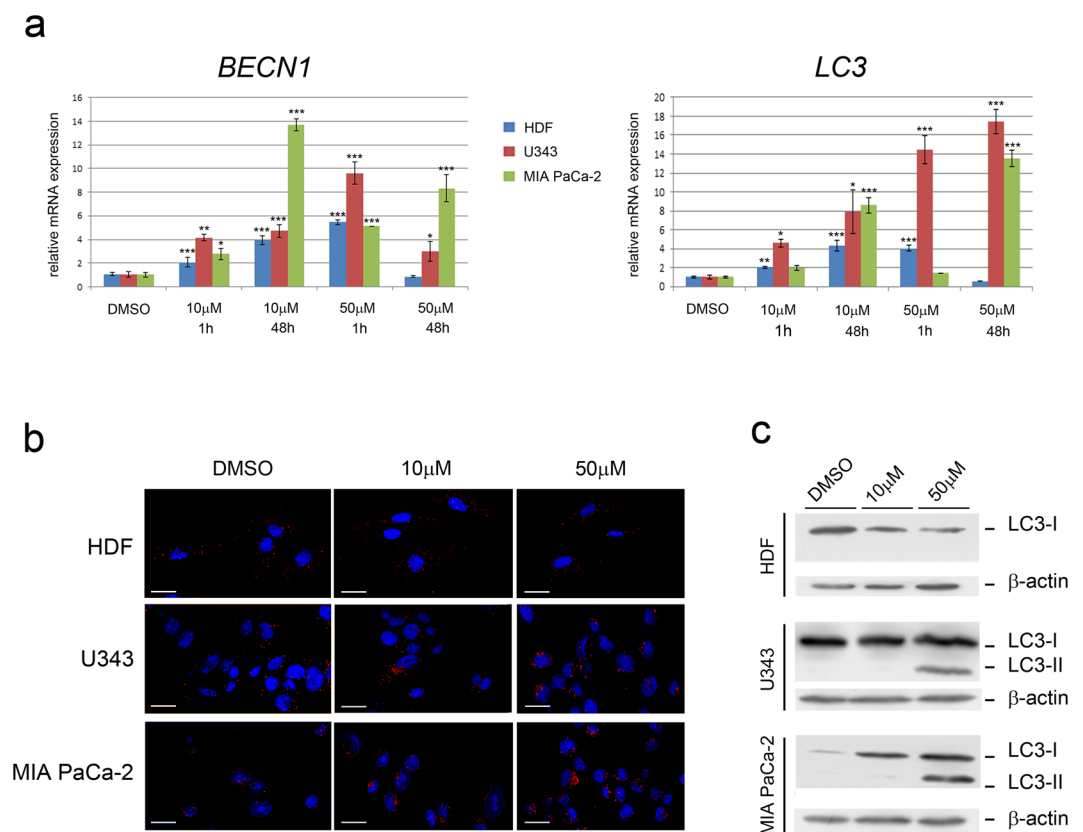 a
BECN1
relative mRNA expression
16
14
12
10
8
6
4
2
0
*** ** *
*** *** ***
*** *** ***
* ***
DMSO 10μM 10μM 50μM 50μM
1h 48h 1h 48h
HDF
U343
MIA PaCa-2
LC3
relative mRNA expression
20
18
16
14
12
10
8
6
4
2
0
** *
*** * ***
*** ***
*** ***
DMSO 10μM 10μM 50μM 50μM
1h 48h 1h 48h
b
DMSO 10μM 50μM
HDF
U343
MIA PaCa-2
c
DMSO 10μM 50μM
HDF
LC3-I
β-actin
U343
LC3-I
LC3-II
β-actin
MIA PaCa-2
LC3-I
LC3-II
β-actin